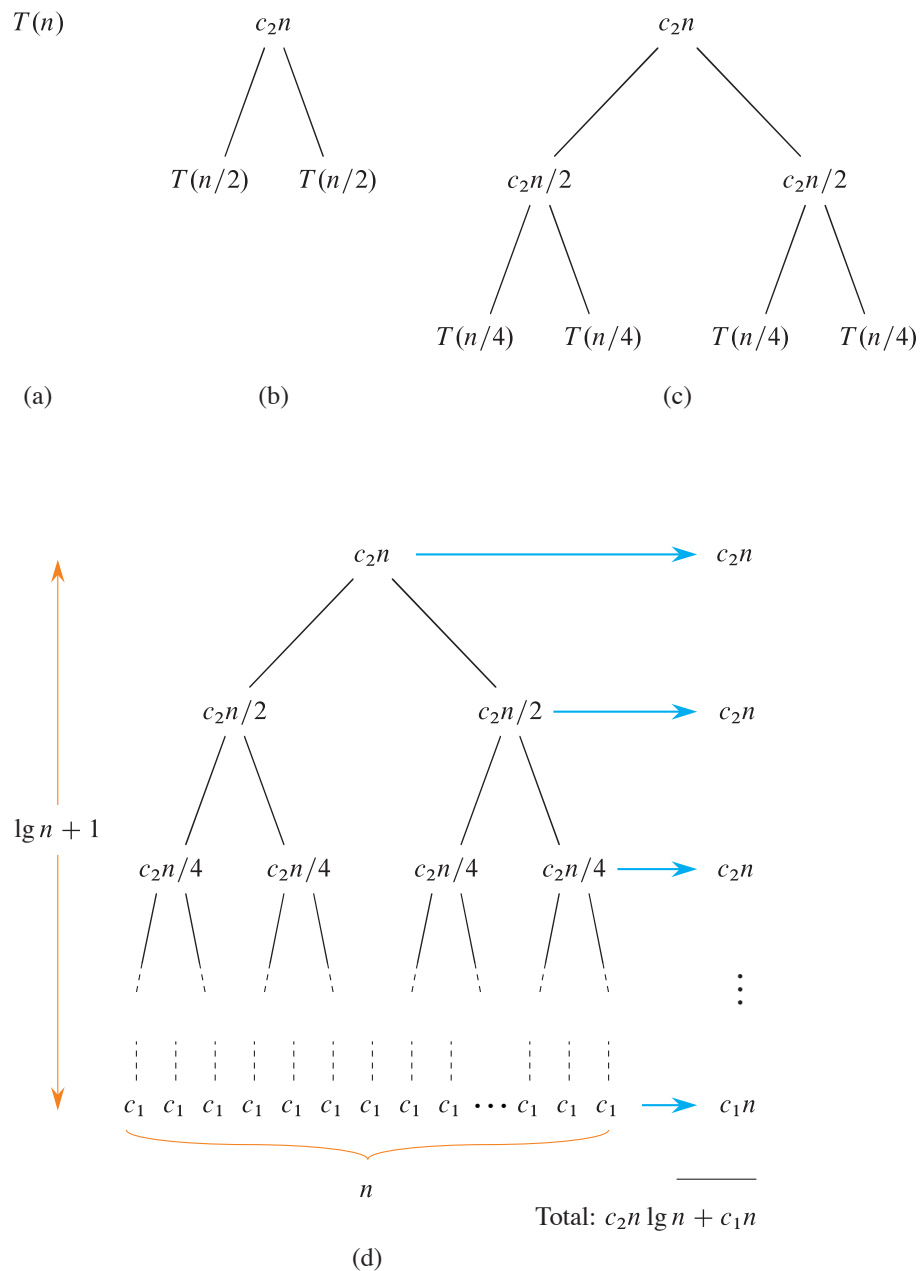 T(n) c₂n c₂n
T(n/2) T(n/2) c₂n/2 c₂n/2
T(n/4) T(n/4) T(n/4) T(n/4)
(a) (b) (c)
c₂n c₂n
c₂n/2 c₂n/2 c₂n
lg n + 1
c₂n/4 c₂n/4 c₂n/4 c₂n/4 c₂n
⋮
c₁ c₁ c₁ c₁ c₁ c₁ c₁ c₁ c₁ ⋯ c₁ c₁ c₁ c₁n
n
Total: c₂n lg n + c₁n
(d)